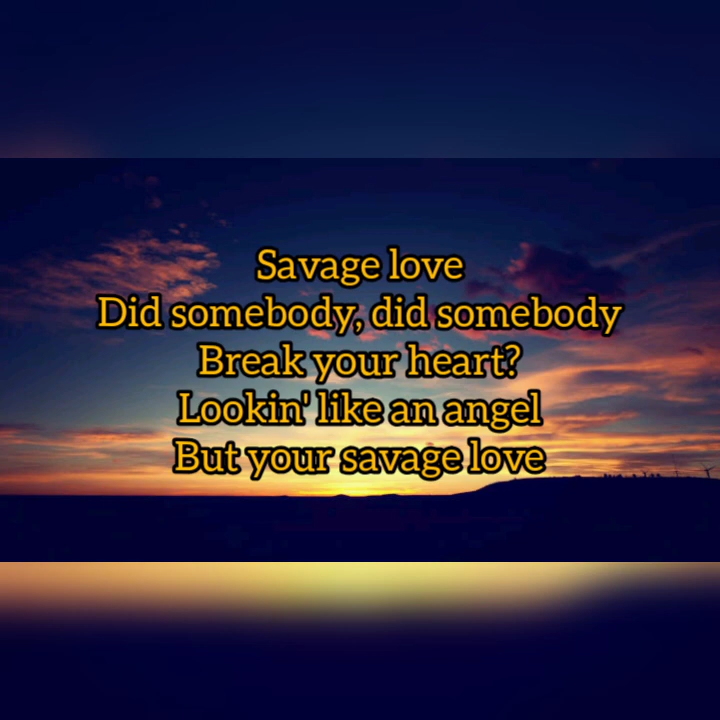 Savage love
Did somebody, did somebody
Break your heart?
Lookin' like an angel
But your savage love